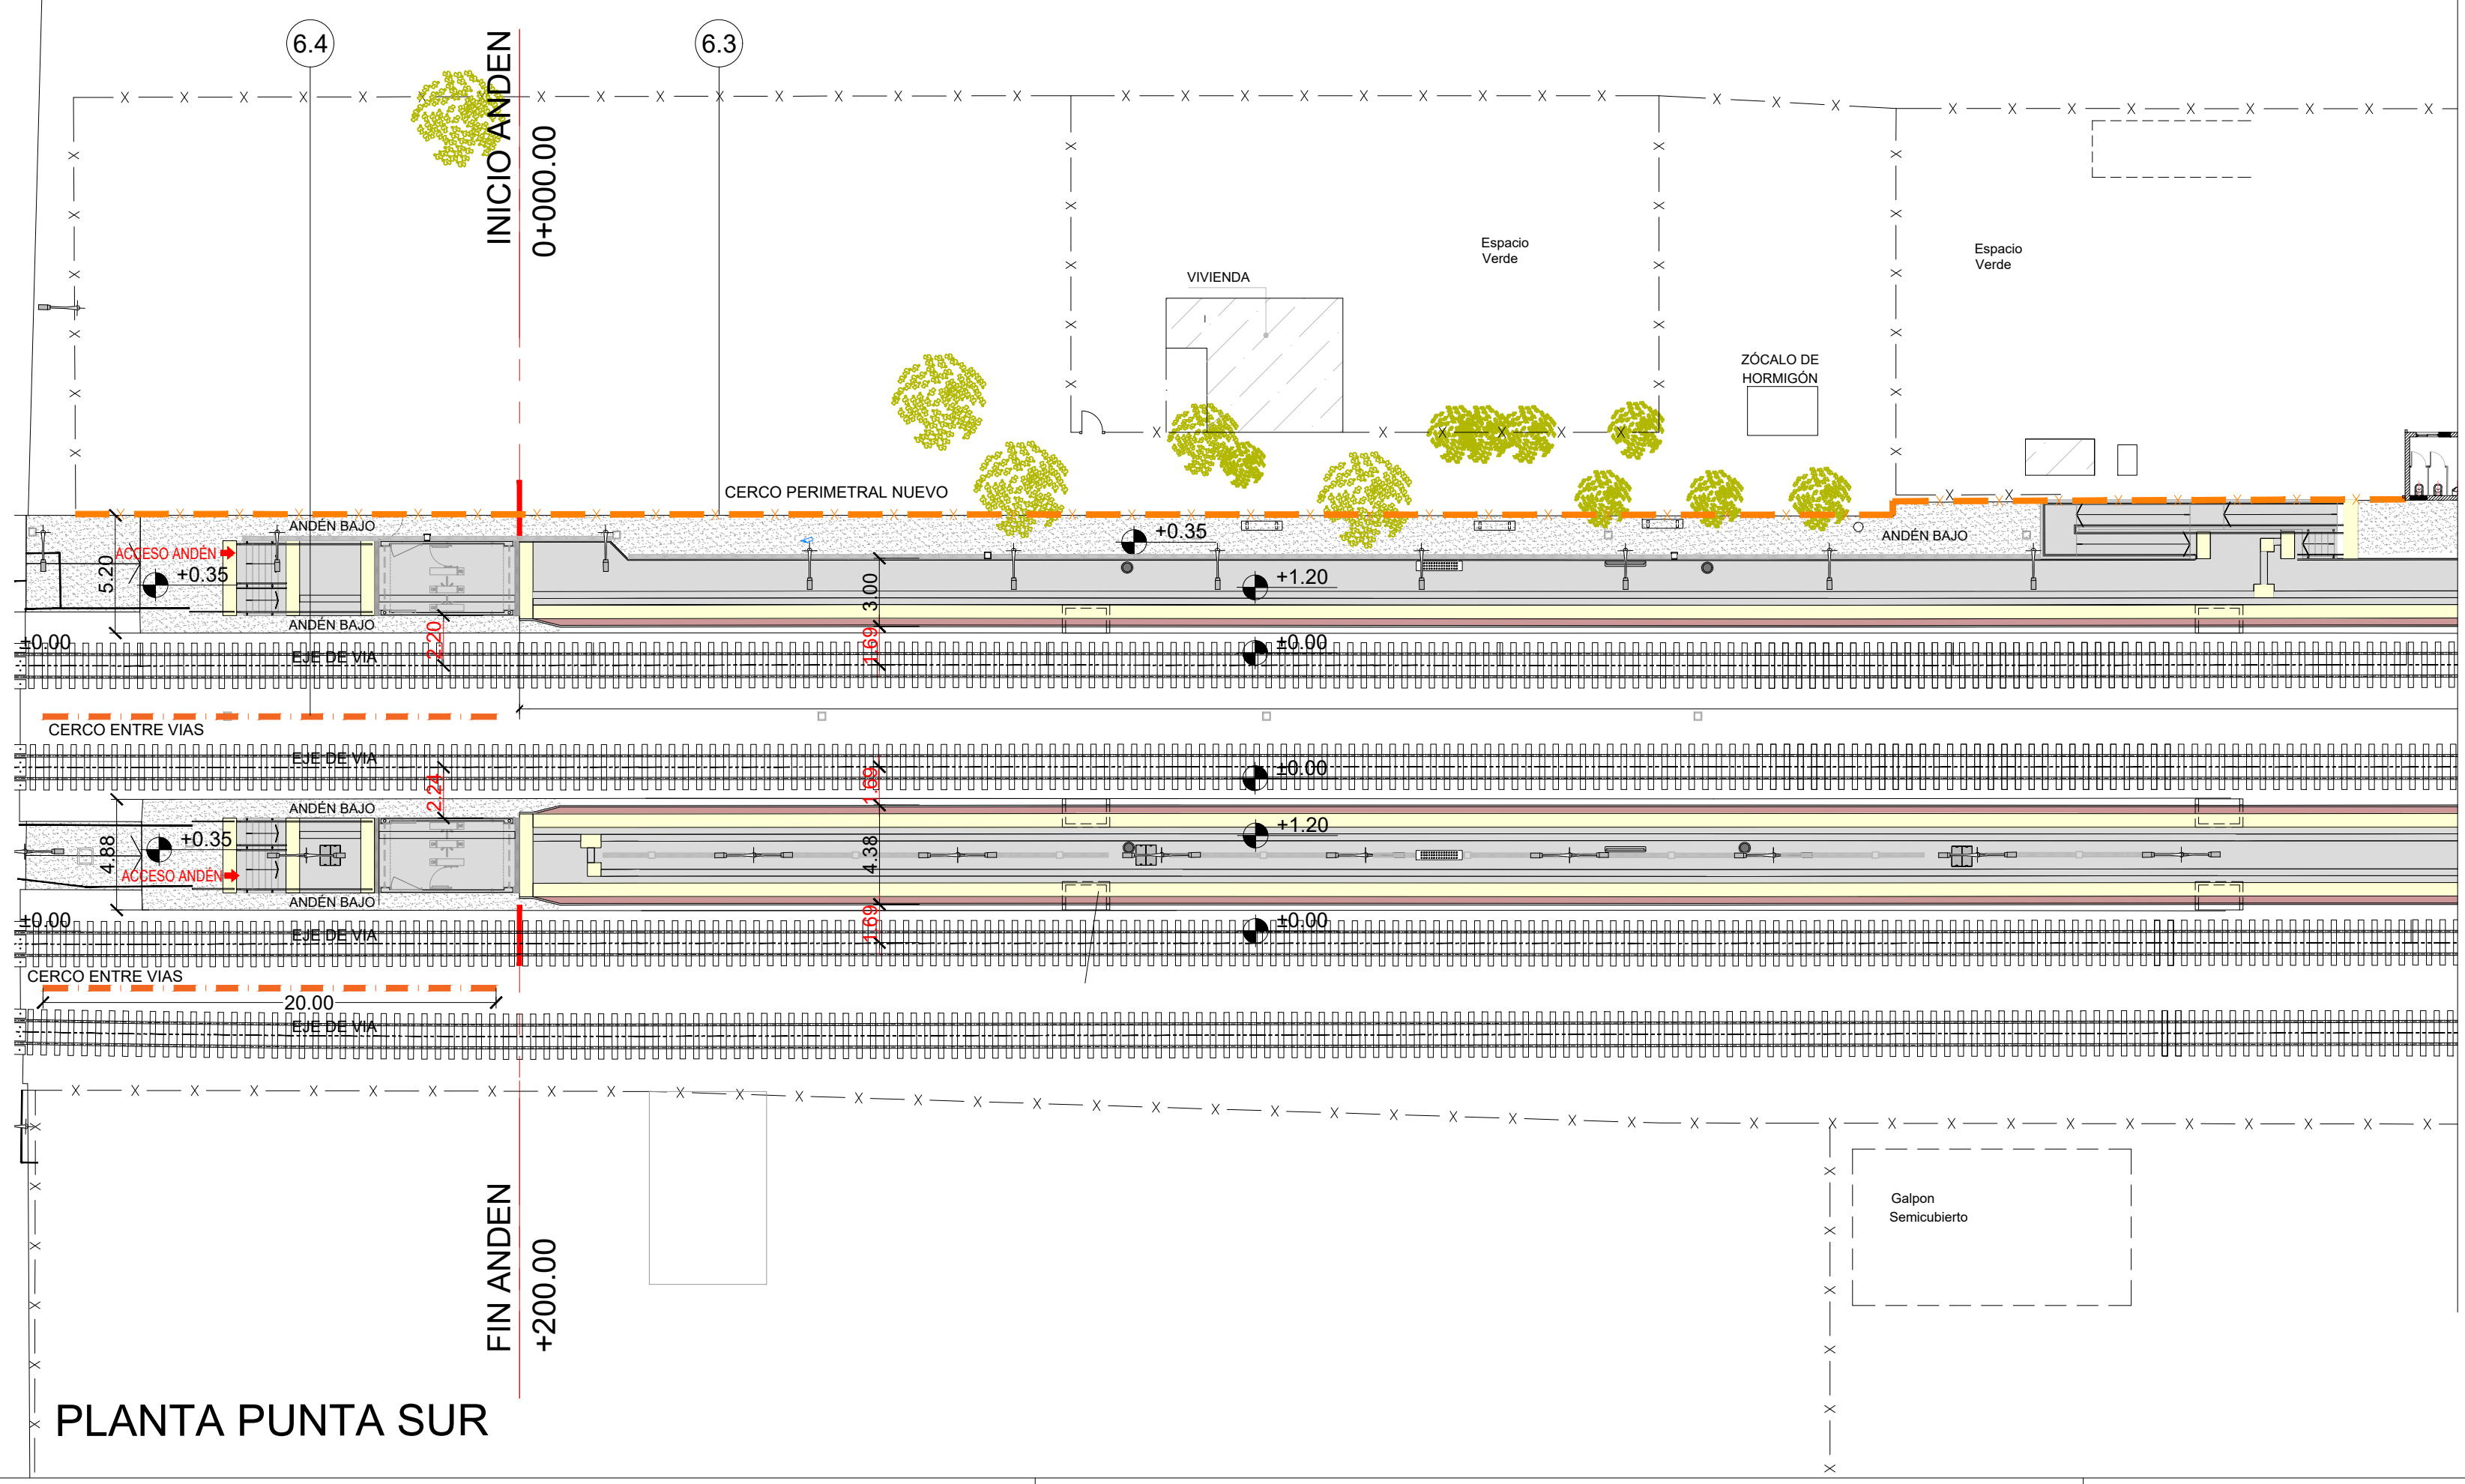 6.4
6.3
INICIO ANDEN
0+000.00
Espacio
Verde
Espacio
Verde
VIVIENDA
ZÓCALO DE
HORMIGÓN
CERCO PERIMETRAL NUEVO
ANDÉN BAJO
+0.35
ANDÉN BAJO
ACCESO ANDÉN
5.20
+0.35
3.00
+1.20
ANDÉN BAJO
±0.00
2.20
1.69
±0.00
EJE DE VIA
CERCO ENTRE VIAS
EJE DE VIA
2.24
1.69
±0.00
ANDÉN BAJO
+0.35
4.88
4.38
+1.20
ACCESO ANDÉN
ANDÉN BAJO
±0.00
1.69
±0.00
EJE DE VIA
CERCO ENTRE VIAS
20.00
EJE DE VIA
FIN ANDEN
+200.00
Galpon
Semicubierto
PLANTA PUNTA SUR